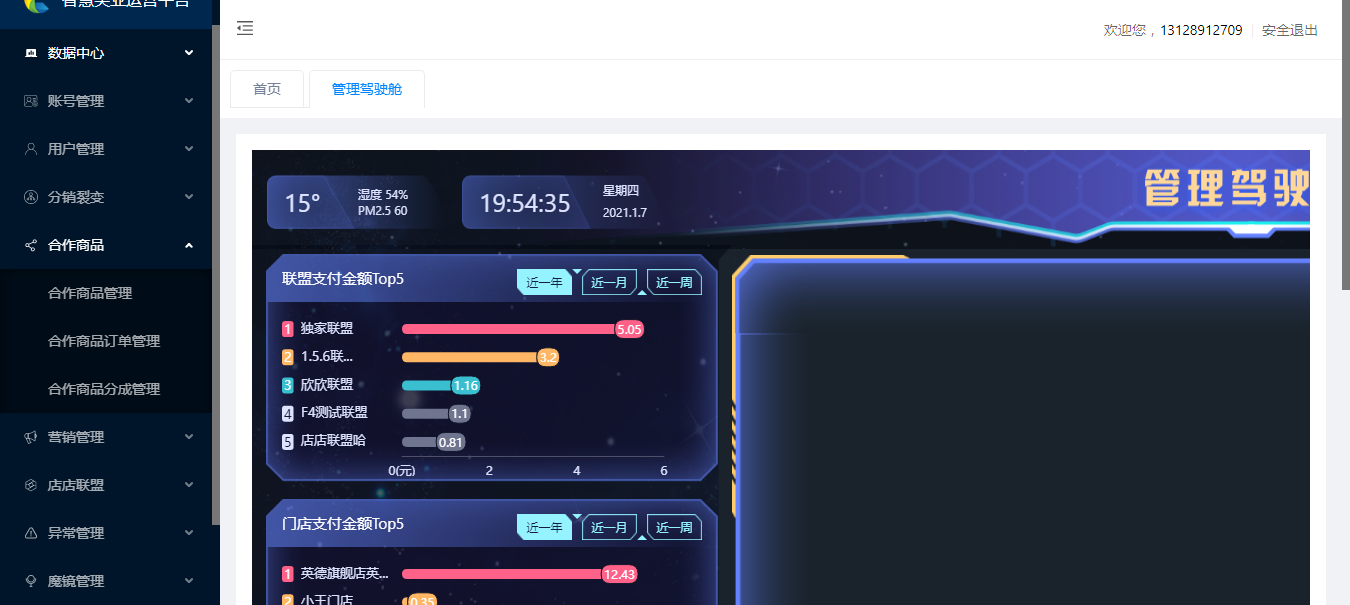 智慧美业运营平台
欢迎您，13128912709 安全退出
数据中心
账号管理
用户管理
分销裂变
合作商品
合作商品管理
合作商品订单管理
合作商品分成管理
营销管理
店店联盟
异常管理
魔镜管理
首页 管理驾驶舱
15° 湿度 54%
PM2.5 60
19:54:35 星期四
2021.1.7
管理驾驶
联盟支付金额Top5 近一年 近一月 近一周
1 独家联盟 5.05
2 1.5.6联... 3.2
3 欣欣联盟 1.16
4 F4测试联盟 1.1
5 店店联盟哈 0.81
0(元) 2 4 6
门店支付金额Top5 近一年 近一月 近一周
1 英德旗舰店英... 12.43
2 小王门店 0.35